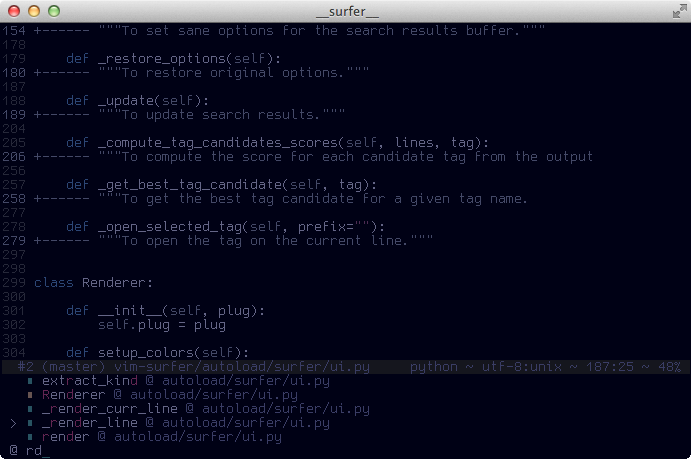 __surfer__
154 +------ """To set sane options for the search results buffer."""
178
179     def _restore_options(self):
180 +------ """To restore original options."""
187
188     def _update(self):
189 +------ """To update search results."""
204
205     def _compute_tag_candidates_scores(self, lines, tag):
206 +------ """To compute the score for each candidate tag from the output
256
257     def _get_best_tag_candidate(self, tag):
258 +------ """To get the best tag candidate for a given tag name.
277
278     def _open_selected_tag(self, prefix=""):
279 +------ """To open the tag on the current line."""
297
298
299 class Renderer:
300
301     def __init__(self, plug):
302         self.plug = plug
303
304     def setup_colors(self):
#2 (master) vim-surfer/autoload/surfer/ui.py     python ~ utf-8:unix ~ 187:25 ~ 48%
extract_kind @ autoload/surfer/ui.py
Renderer @ autoload/surfer/ui.py
_render_curr_line @ autoload/surfer/ui.py
> _render_line @ autoload/surfer/ui.py
render @ autoload/surfer/ui.py
@ rd_